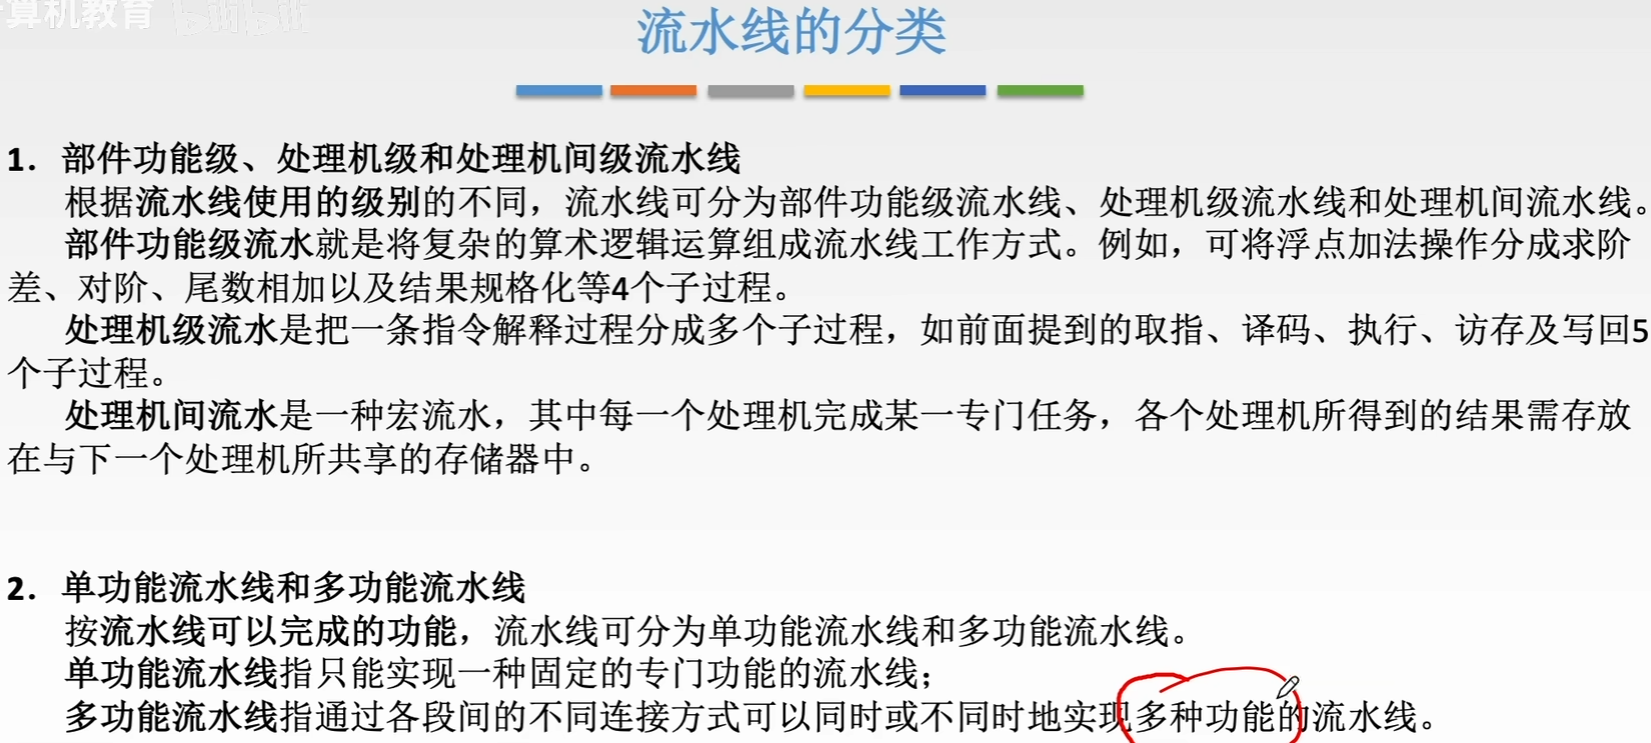 算机教育 bilibili
流水线的分类
1. 部件功能级、处理机级和处理机间级流水线
根据流水线使用的级别的不同，流水线可分为部件功能级流水线、处理机级流水线和处理机间流水线。
部件功能级流水就是将复杂的算术逻辑运算组成流水线工作方式。例如，可将浮点加法操作分成求阶
差、对阶、尾数相加以及结果规格化等4个子过程。
处理机级流水是把一条指令解释过程分成多个子过程，如前面提到的取指、译码、执行、访存及写回5
个子过程。
处理机间流水是一种宏流水，其中每一个处理机完成某一专门任务，各个处理机所得到的结果需存放
在与下一个处理机所共享的存储器中。
2. 单功能流水线和多功能流水线
按流水线可以完成的功能，流水线可分为单功能流水线和多功能流水线。
单功能流水线指只能实现一种固定的专门功能的流水线；
多功能流水线指通过各段间的不同连接方式可以同时或不同时地实现多种功能的流水线。